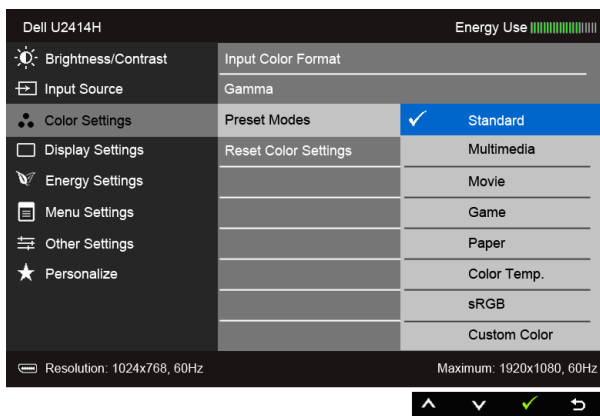 Dell U2414H Energy Use
Brightness/Contrast Input Color Format
Input Source Gamma
Color Settings Preset Modes Standard
Display Settings Reset Color Settings Multimedia
Energy Settings Movie
Menu Settings Game
Other Settings Paper
Personalize Color Temp.
sRGB
Custom Color
Resolution: 1024x768, 60Hz Maximum: 1920x1080, 60Hz